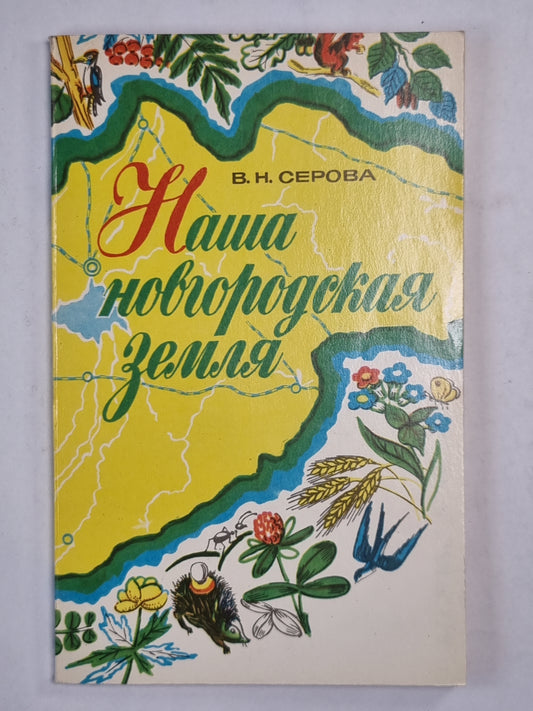 В. Н. СЕРОВА
Наша
новгородская
земля